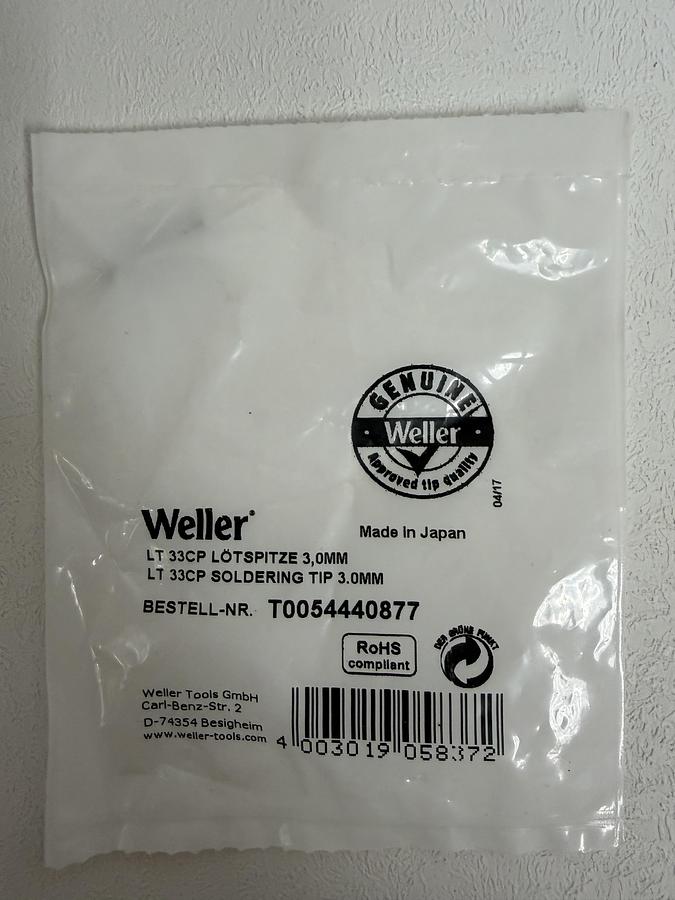 GENUINE
Weller
Approved tip quality
04/17
Weller®
Made in Japan
LT 33CP LÖTSPITZE 3,0MM
LT 33CP SOLDERING TIP 3.0MM
BESTELL-NR. T0054440877
RoHS
compliant
DER GRÜNE PUNKT
Weller Tools GmbH
Carl-Benz-Str. 2
D-74354 Besigheim
www.weller-tools.com
4 003019 058372